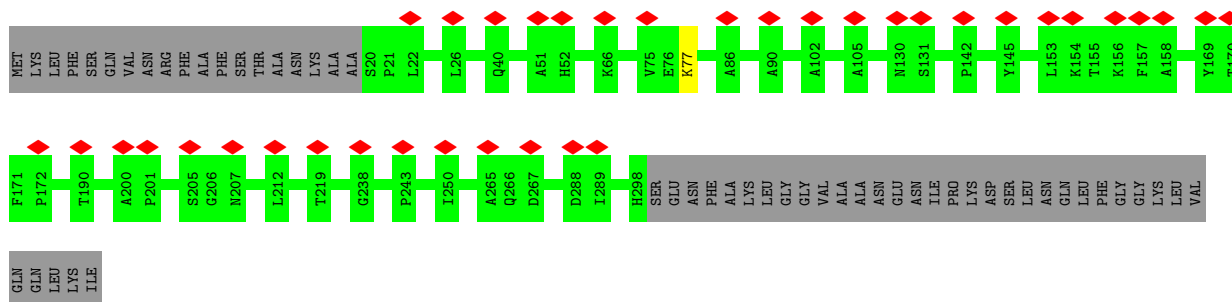 MET LYS LEU PHE SER GLN VAL ASN ARG PHE ALA PHE SER THR ALA ASN LYS ALA ALA S20 P21 L22 L26 Q40 A51 H52 K66 V75 E76 K77 A86 A90 A102 A105 N130 S131 P142 Y145 L153 K154 T155 K156 F157 A158 Y169 T170
F171 P172 T190 A200 P201 S205 G206 N207 L212 T219 G238 P243 I250 A265 Q266 D267 D288 I289 H298 SER GLU ASN PHE ALA LYS LEU GLY GLY VAL ALA ALA ASN GLU ASN ILE PRO LYS ASP SER LEU ASN GLN LEU PHE GLY GLY LYS LEU VAL
GLN GLN LEU LYS ILE